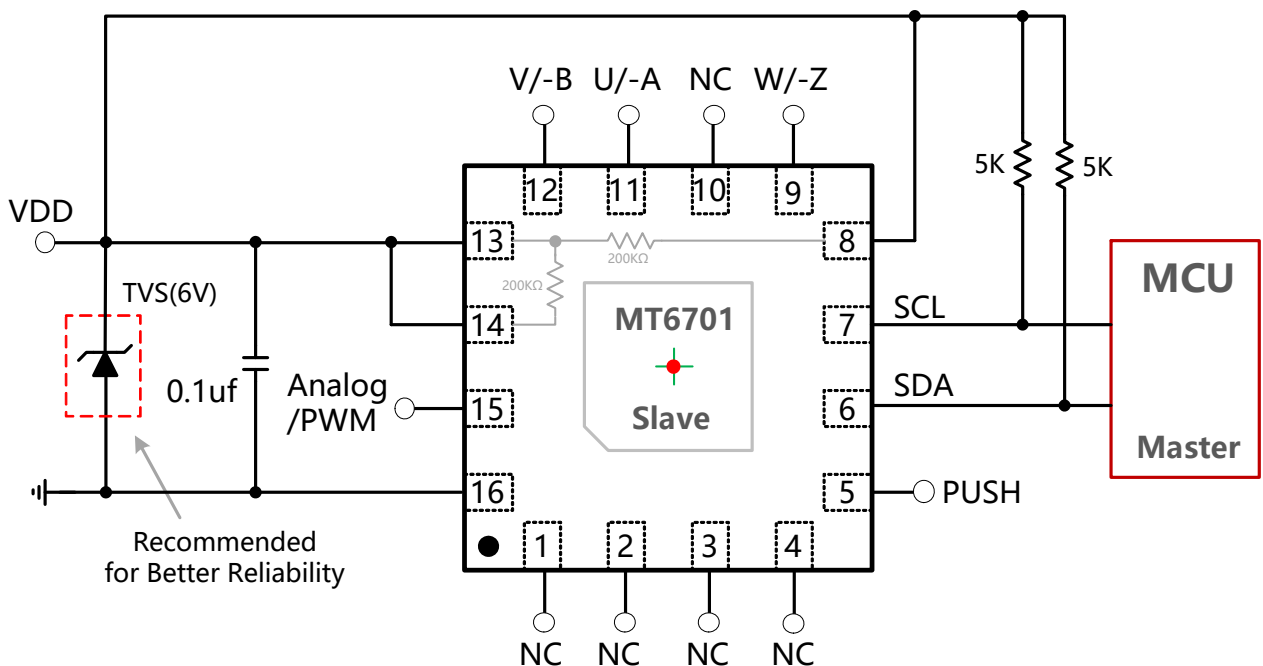 V/-B U/-A NC W/-Z
12 11 10 9
5K 5K
VDD
13 8
200KΩ
200KΩ
TVS(6V)
14 7
MT6701
SCL
MCU
0.1uf
Analog
/PWM
15 6
Slave
SDA
Master
16 5
PUSH
Recommended
for Better Reliability
1 2 3 4
NC NC NC NC